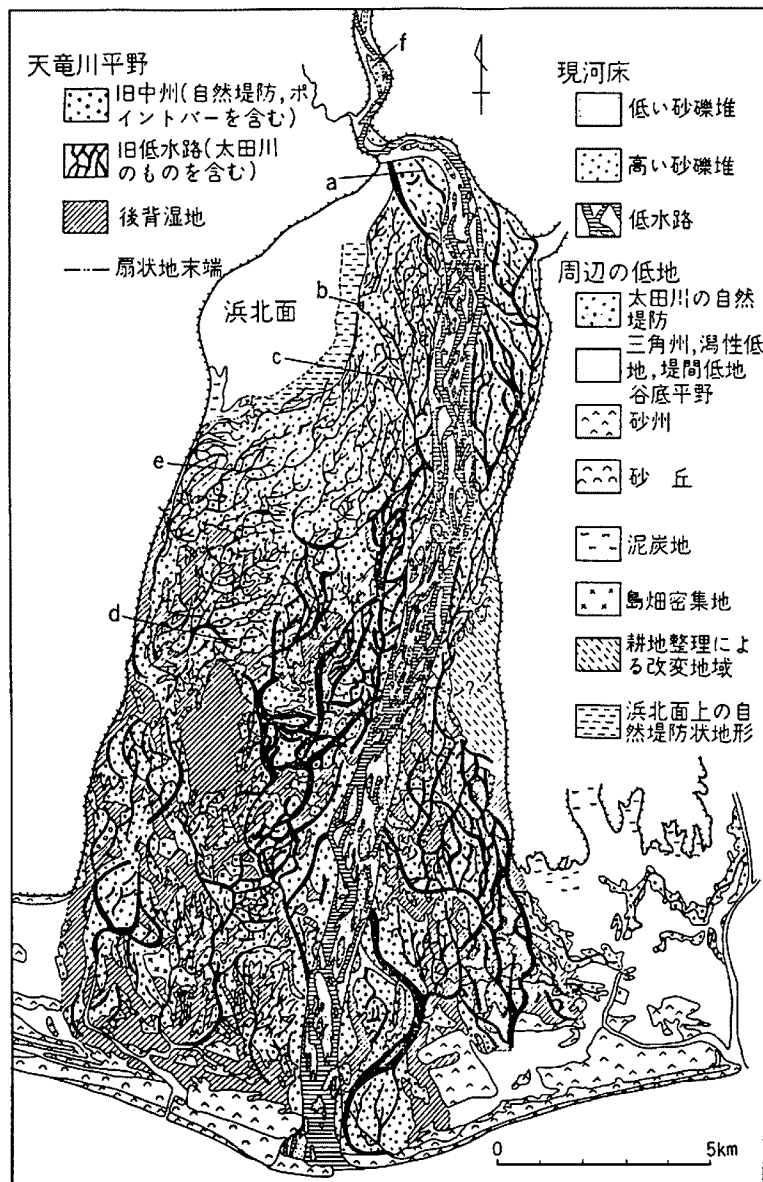 天竜川平野
旧中州(自然堤防,ポ
イントバーを含む)
旧低水路(太田川
のものを含む)
後背湿地
扇状地末端
現河床
低い砂礫堆
高い砂礫堆
低水路
周辺の低地
太田川の自然
堤防
三角州,潟性低
地,堤間低地
谷底平野
砂州
砂丘
泥炭地
島畑密集地
耕地整理によ
る改変地域
浜北面上の自
然堤防状地形
f
a
浜北面
b
c
e
d
?
0 5km